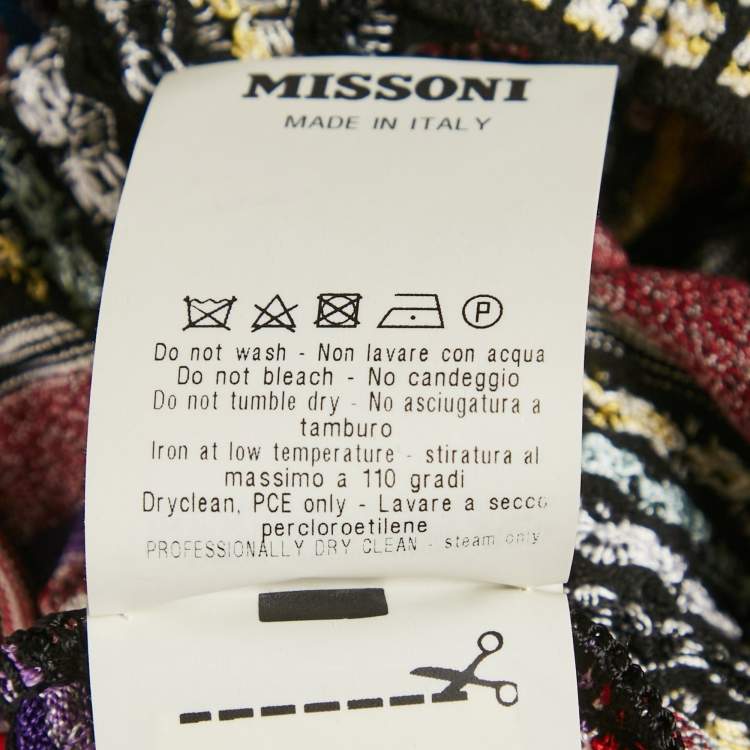 MISSONI
MADE IN ITALY
P
Do not wash - Non lavare con acqua
Do not bleach - No candeggio
Do not tumble dry - No asciugatura a
tamburo
Iron at low temperature - stiratura al
massimo a 110 gradi
Dryclean, PCE only - Lavare a secco
percloroetilene
PROFESSIONALLY DRY CLEAN - steam only